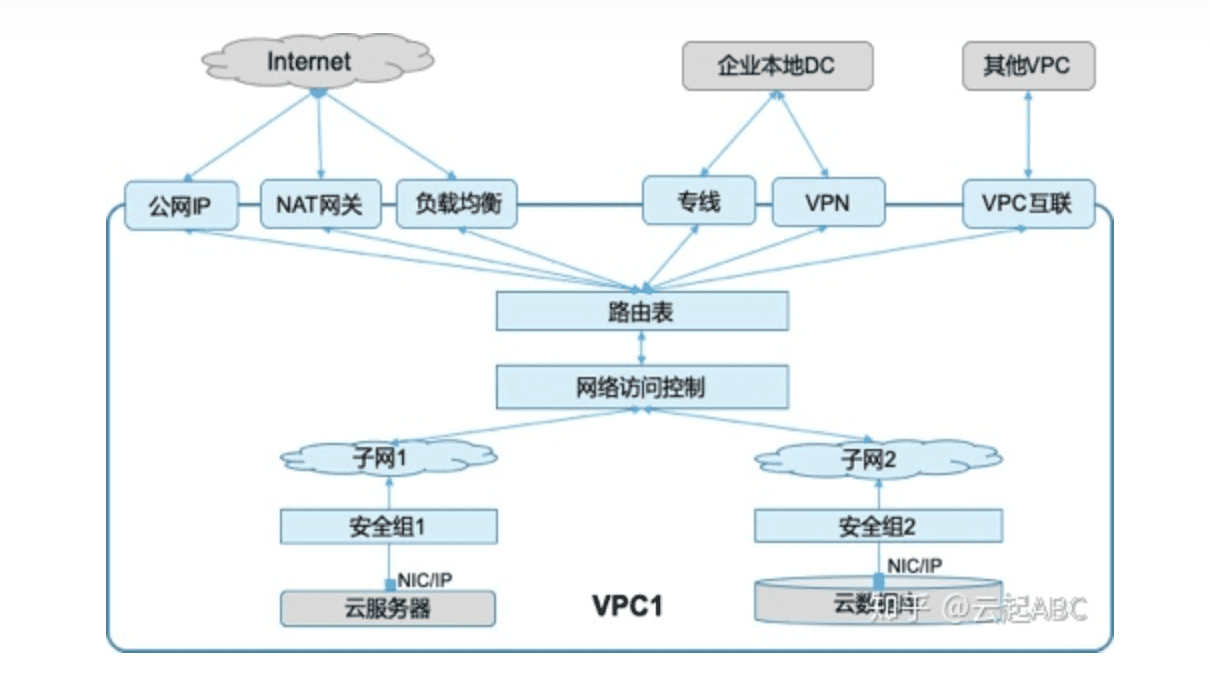 Internet
企业本地DC
其他VPC
公网IP
NAT网关
负载均衡
专线
VPN
VPC互联
路由表
网络访问控制
子网1
子网2
安全组1
安全组2
NIC/IP
NIC/IP
云服务器
VPC1
云数据库
知乎 @云起ABC